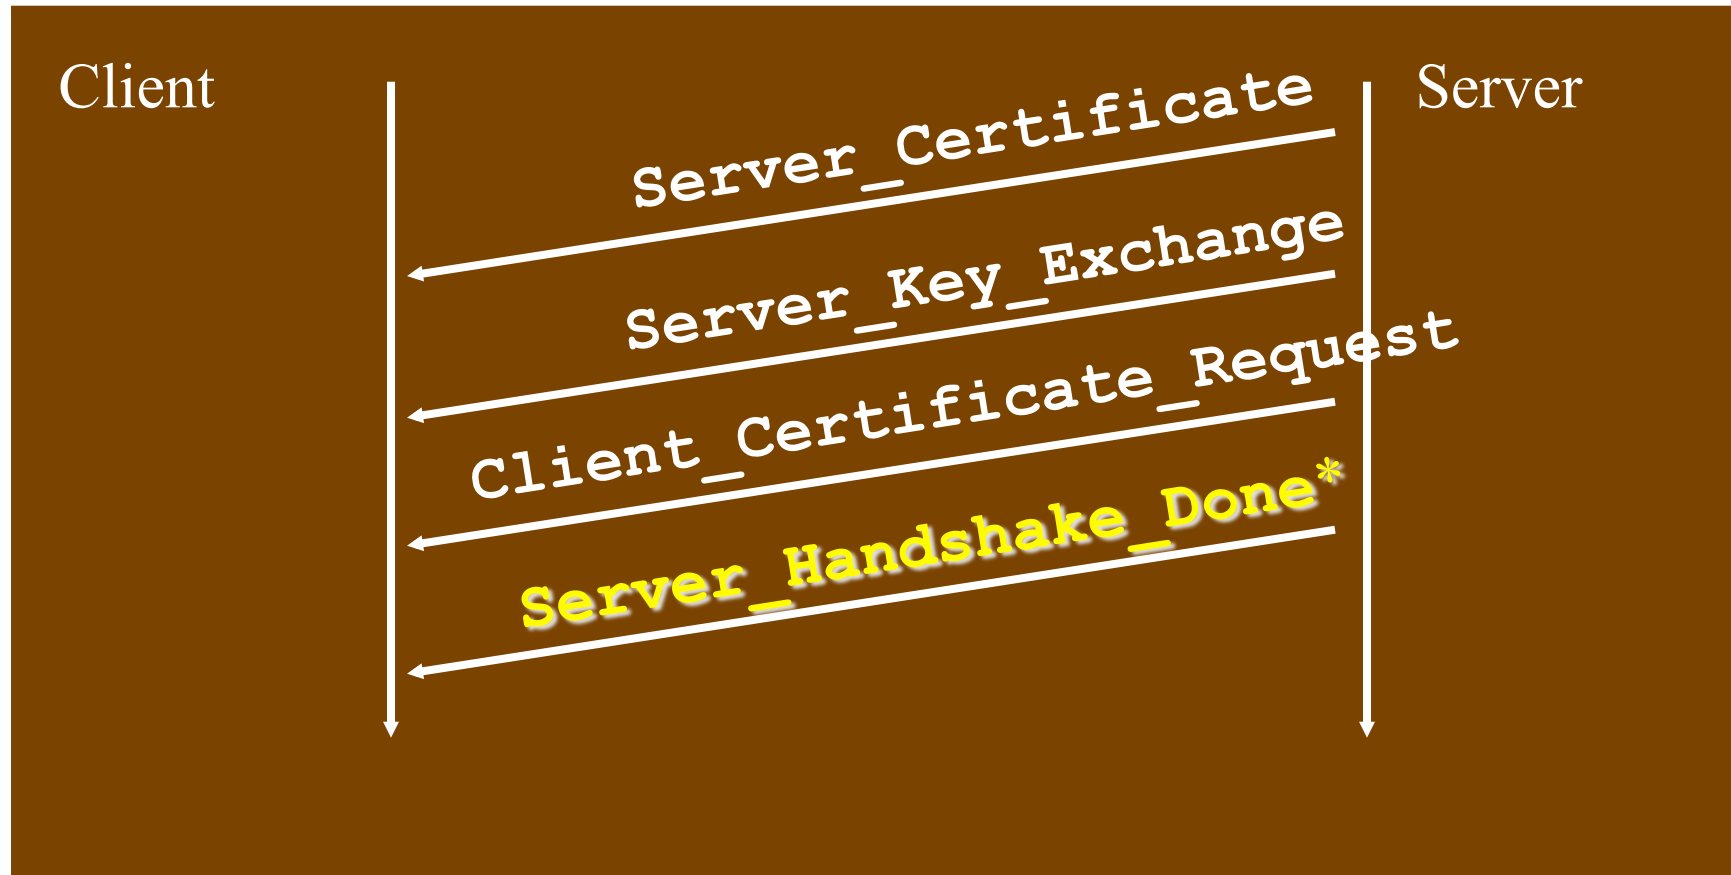 Client
Server
Server_Certificate
Server_Key_Exchange
Client_Certificate_Request
Server_Handshake_Done*